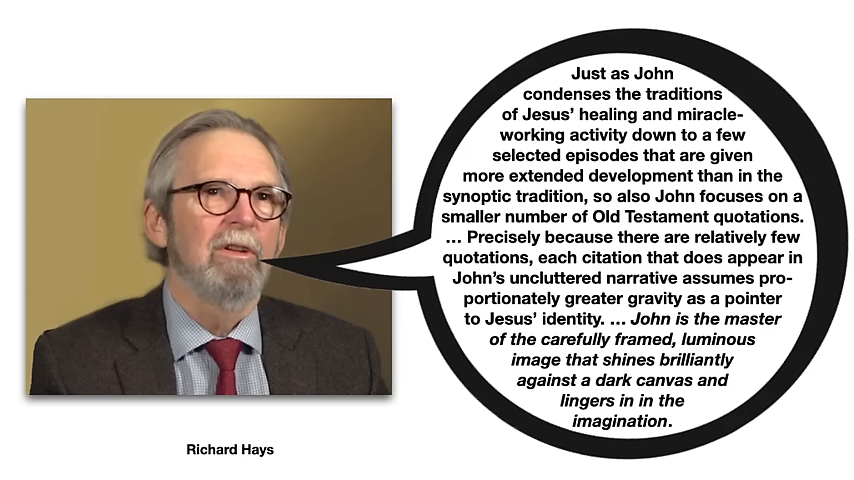 Just as John
condenses the traditions
of Jesus’ healing and miracle-
working activity down to a few
selected episodes that are given
more extended development than in the
synoptic tradition, so also John focuses on a
smaller number of Old Testament quotations.
… Precisely because there are relatively few
quotations, each citation that does appear in
John’s uncluttered narrative assumes pro-
portionately greater gravity as a pointer
to Jesus’ identity. … John is the master
of the carefully framed, luminous
image that shines brilliantly
against a dark canvas and
lingers in in the
imagination.
Richard Hays